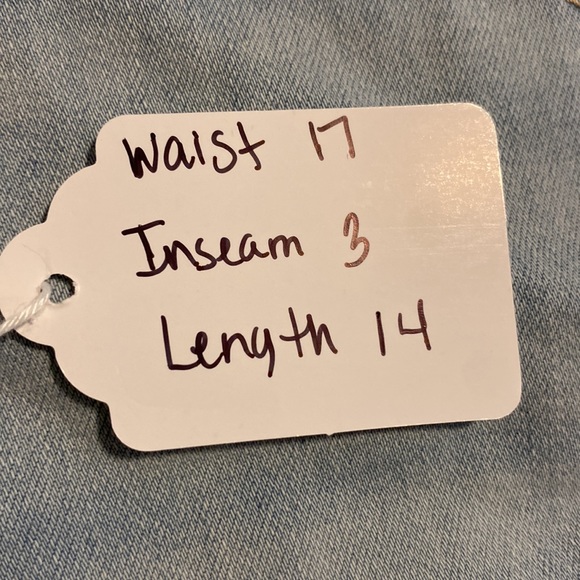 Waist 17
Inseam 3
Length 14